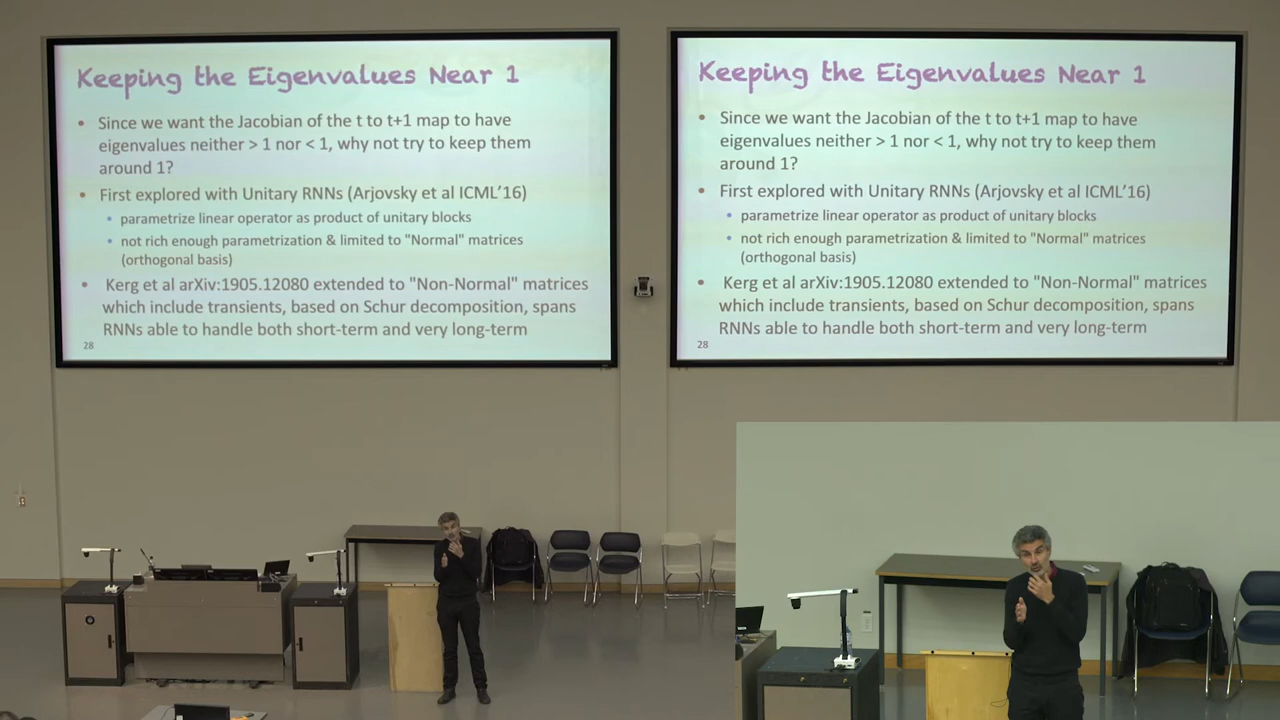 Keeping the Eigenvalues Near 1
• Since we want the Jacobian of the t to t+1 map to have
eigenvalues neither > 1 nor < 1, why not try to keep them
around 1?
• First explored with Unitary RNNs (Arjovsky et al ICML'16)
• parametrize linear operator as product of unitary blocks
• not rich enough parametrization & limited to "Normal" matrices
(orthogonal basis)
• Kerg et al arXiv:1905.12080 extended to "Non-Normal" matrices
which include transients, based on Schur decomposition, spans
RNNs able to handle both short-term and very long-term
28
Keeping the Eigenvalues Near 1
• Since we want the Jacobian of the t to t+1 map to have
eigenvalues neither > 1 nor < 1, why not try to keep them
around 1?
• First explored with Unitary RNNs (Arjovsky et al ICML'16)
• parametrize linear operator as product of unitary blocks
• not rich enough parametrization & limited to "Normal" matrices
(orthogonal basis)
• Kerg et al arXiv:1905.12080 extended to "Non-Normal" matrices
which include transients, based on Schur decomposition, spans
RNNs able to handle both short-term and very long-term
28